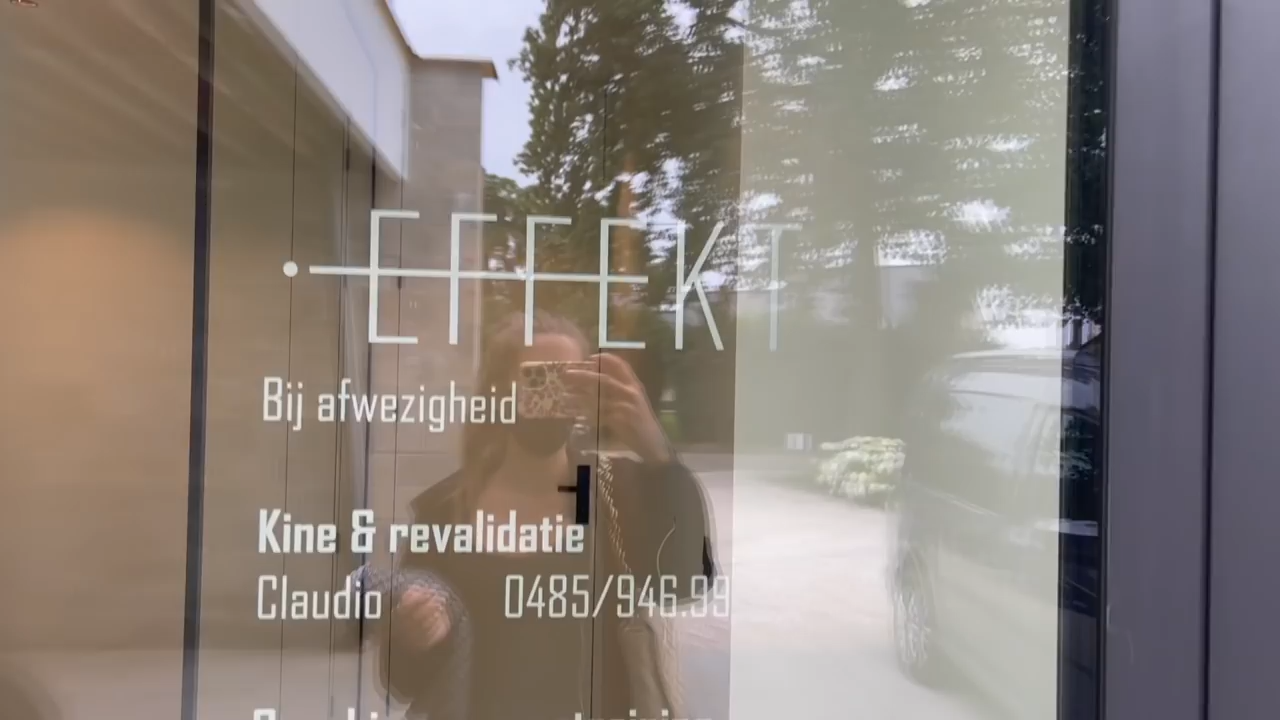 EFFEKT
Bij afwezigheid
Kine & revalidatie
Claudio 0485/946.99